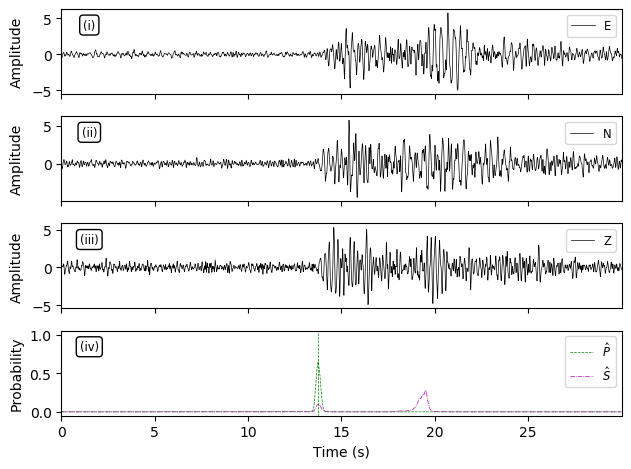 Amplitude
5
0
−5
(i)
E
Amplitude
5
0
(ii)
N
Amplitude
5
0
−5
(iii)
Z
Probability
1.0
0.5
0.0
(iv)
P̂
Ŝ
0 5 10 15 20 25
Time (s)